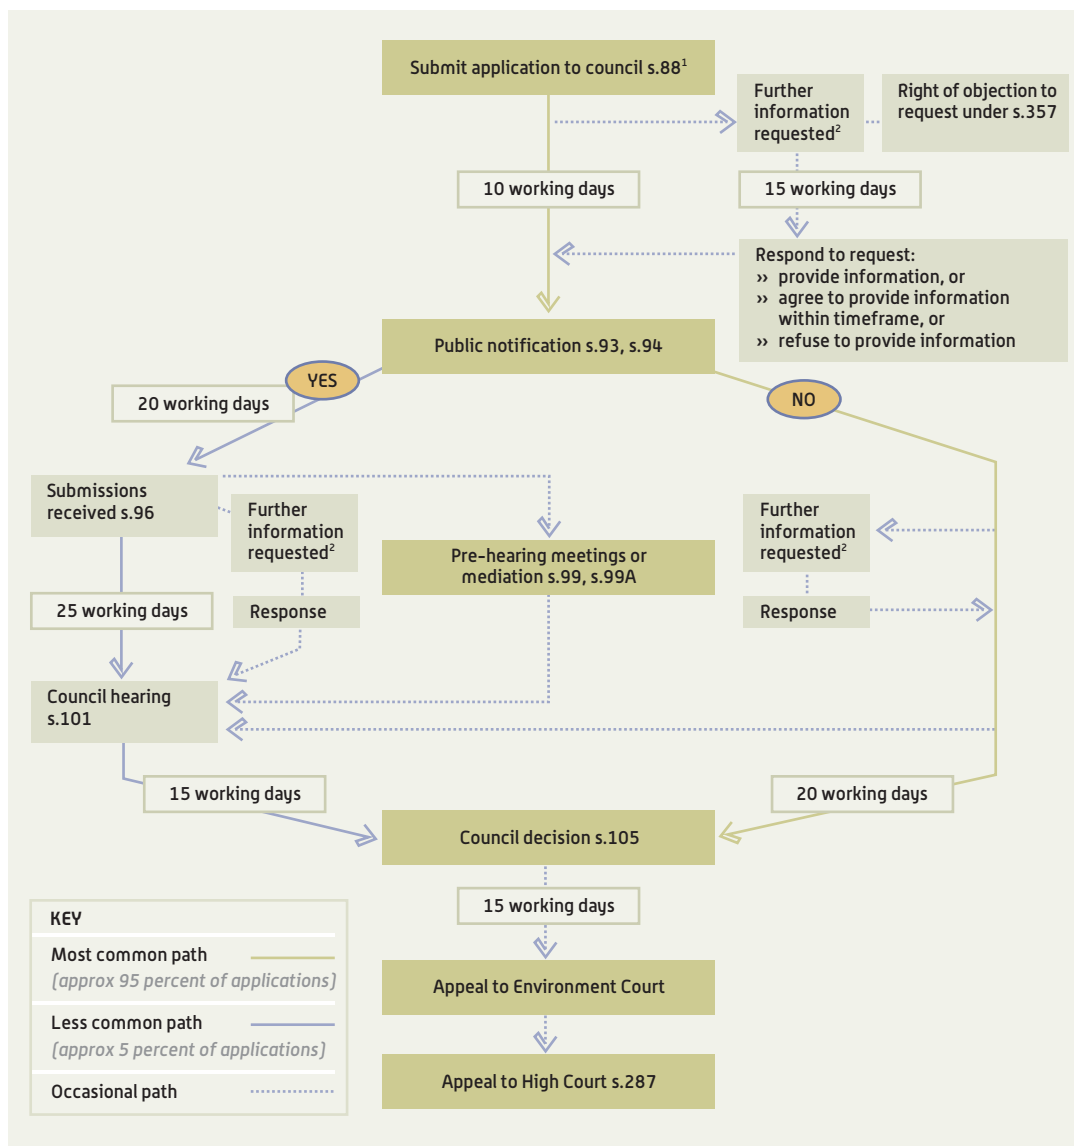 Submit application to council s.88¹
Further
information
requested²
Right of objection to
request under s.357
10 working days
15 working days
Respond to request:
›› provide information, or
›› agree to provide information
within timeframe, or
›› refuse to provide information
Public notification s.93, s.94
YES
NO
20 working days
Submissions
received s.96
Further
information
requested²
Further
information
requested²
Pre-hearing meetings or
mediation s.99, s.99A
25 working days
Response
Response
Council hearing
s.101
15 working days
20 working days
Council decision s.105
15 working days
Appeal to Environment Court
Appeal to High Court s.287
KEY
Most common path
(approx 95 percent of applications)
Less common path
(approx 5 percent of applications)
Occasional path